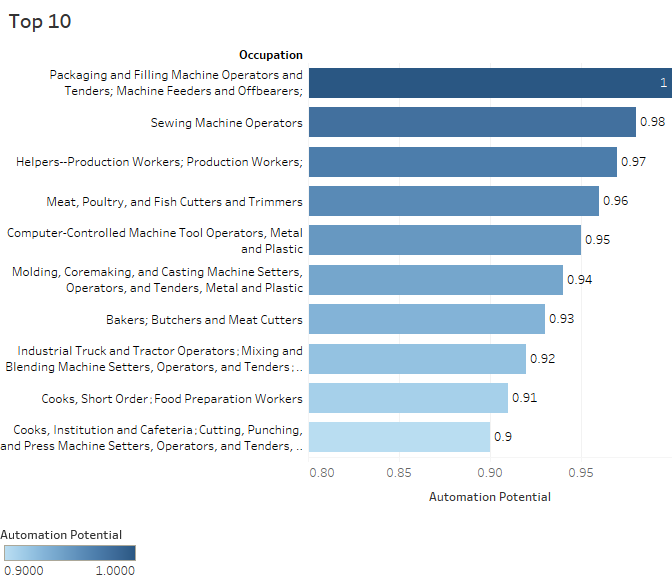 Top 10
Occupation
Packaging and Filling Machine Operators and
Tenders; Machine Feeders and Offbearers;
1
Sewing Machine Operators
0.98
Helpers--Production Workers; Production Workers;
0.97
Meat, Poultry, and Fish Cutters and Trimmers
0.96
Computer-Controlled Machine Tool Operators, Metal
and Plastic
0.95
Molding, Coremaking, and Casting Machine Setters,
Operators, and Tenders, Metal and Plastic
0.94
Bakers; Butchers and Meat Cutters
0.93
Industrial Truck and Tractor Operators; Mixing and
Blending Machine Setters, Operators, and Tenders;..
0.92
Cooks, Short Order; Food Preparation Workers
0.91
Cooks, Institution and Cafeteria; Cutting, Punching,
and Press Machine Setters, Operators, and Tenders, ..
0.9
0.80 0.85 0.90 0.95
Automation Potential
Automation Potential
0.9000 1.0000